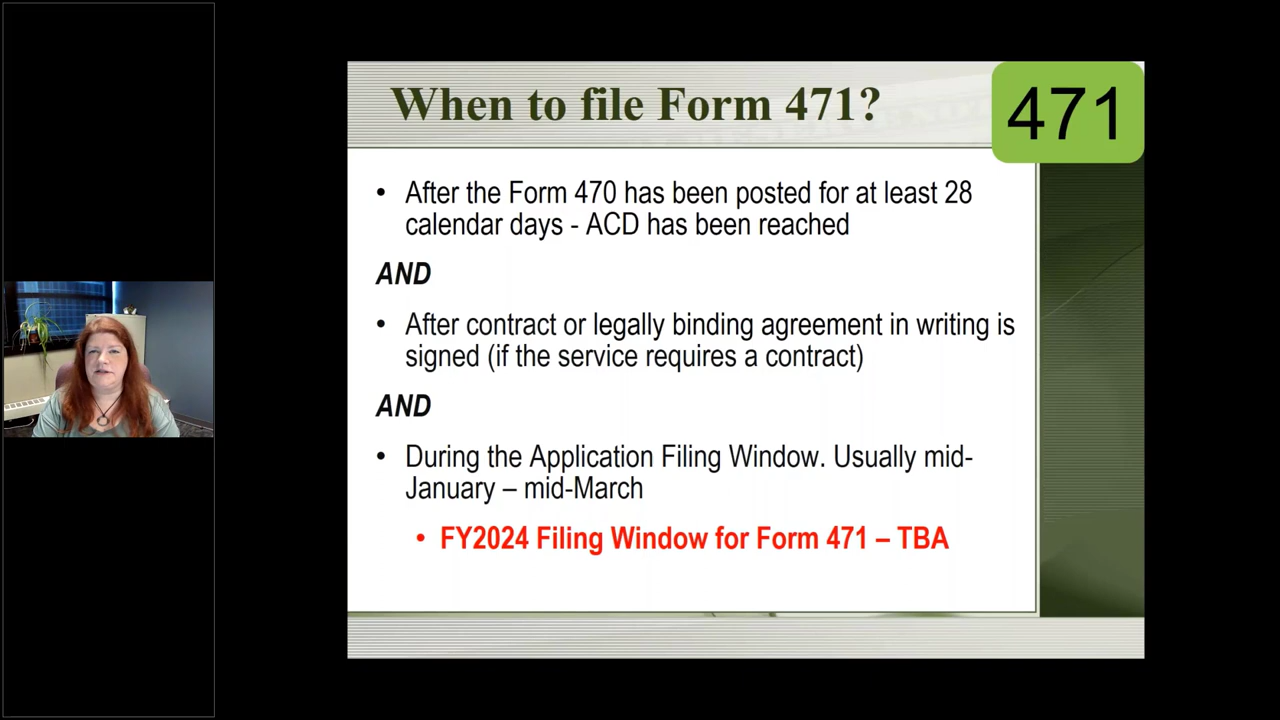 When to file Form 471?
471
• After the Form 470 has been posted for at least 28
calendar days - ACD has been reached
AND
• After contract or legally binding agreement in writing is
signed (if the service requires a contract)
AND
• During the Application Filing Window. Usually mid-
January – mid-March
• FY2024 Filing Window for Form 471 – TBA